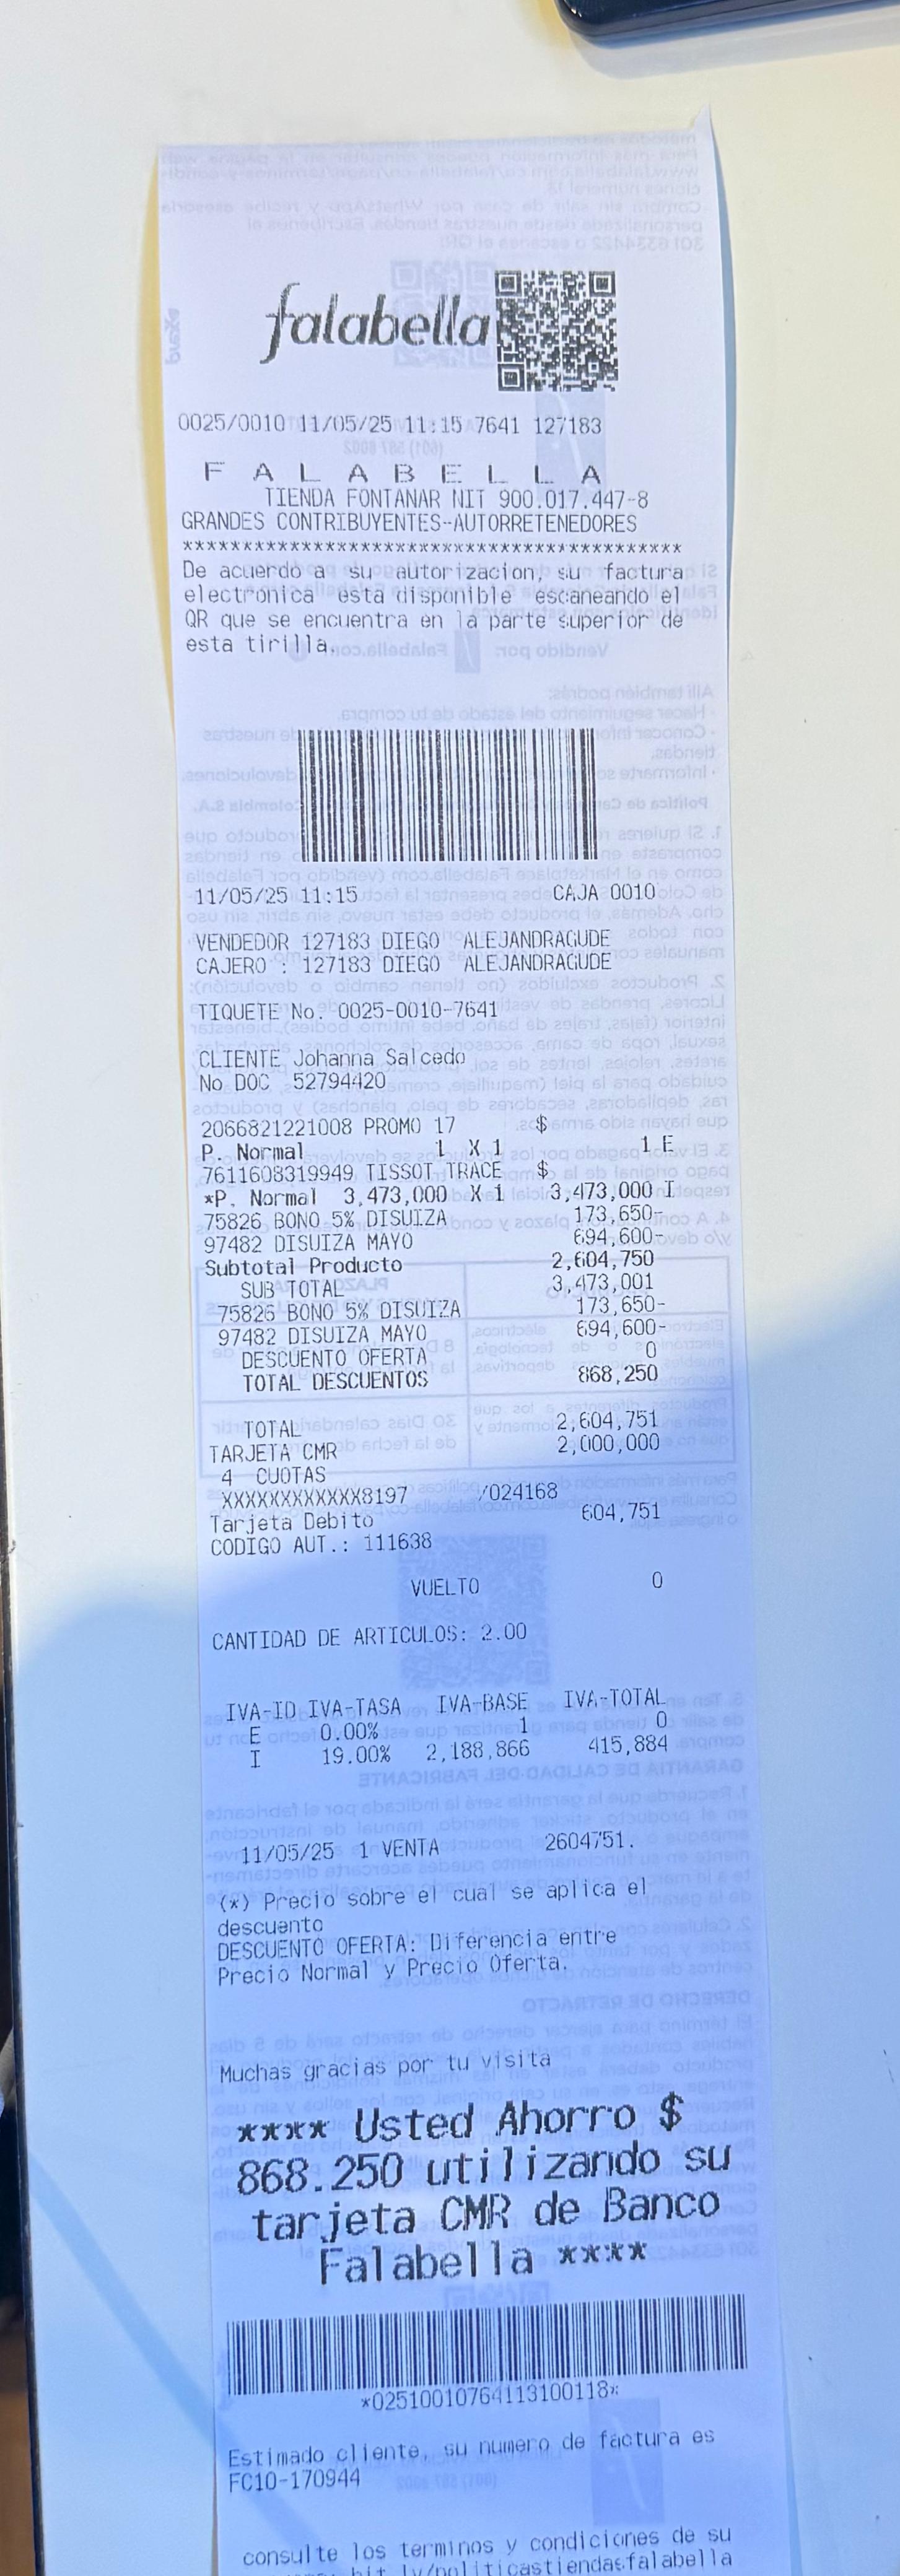 falabella
0025/0010 11/05/25 11:15 7641 127183
F A L A B E L L A
TIENDA FONTANAR NIT 900.017.447-8
GRANDES CONTRIBUYENTES-AUTORRETENEDORES
******************************************
De acuerdo a su autorizacion, su factura
electronica esta disponible escaneando el
QR que se encuentra en la parte superior de
esta tirilla.
11/05/25 11:15 CAJA 0010
VENDEDOR 127183 DIEGO ALEJANDRAGUDE
CAJERO : 127183 DIEGO ALEJANDRAGUDE
TIQUETE No. 0025-0010-7641
CLIENTE Johanna Salcedo
No DOC 52794420
2066821221008 PROMO 17 $
P. Normal 1 X 1 1 E
7611608319949 TISSOT TRACE $
*P. Normal 3,473,000 X 1 3,473,000 I
75826 BONO 5% DISUIZA 173,650-
97482 DISUIZA MAYO 694,600-
Subtotal Producto 2,604,750
SUB TOTAL 3,473,001
75826 BONO 5% DISUIZA 173,650-
97482 DISUIZA MAYO 694,600-
DESCUENTO OFERTA 0
TOTAL DESCUENTOS 868,250
TOTAL 2,604,751
TARJETA CMR 2,000,000
4 CUOTAS
XXXXXXXXXXXX8197 /024168
Tarjeta Debito 604,751
CODIGO AUT.: 111638
VUELTO 0
CANTIDAD DE ARTICULOS: 2.00
IVA-ID IVA-TASA IVA-BASE IVA-TOTAL
E 0.00% 1 0
I 19.00% 2,188,866 415,884
11/05/25 1 VENTA 2604751.
(*) Precio sobre el cual se aplica el
descuento
DESCUENTO OFERTA: Diferencia entre
Precio Normal y Precio Oferta.
Muchas gracias por tu visita
**** Usted Ahorro $
868.250 utilizando su
tarjeta CMR de Banco
Falabella ****
*02510010764113100118*
Estimado cliente, su numero de factura es
FC10-170944
consulte los terminos y condiciones de su